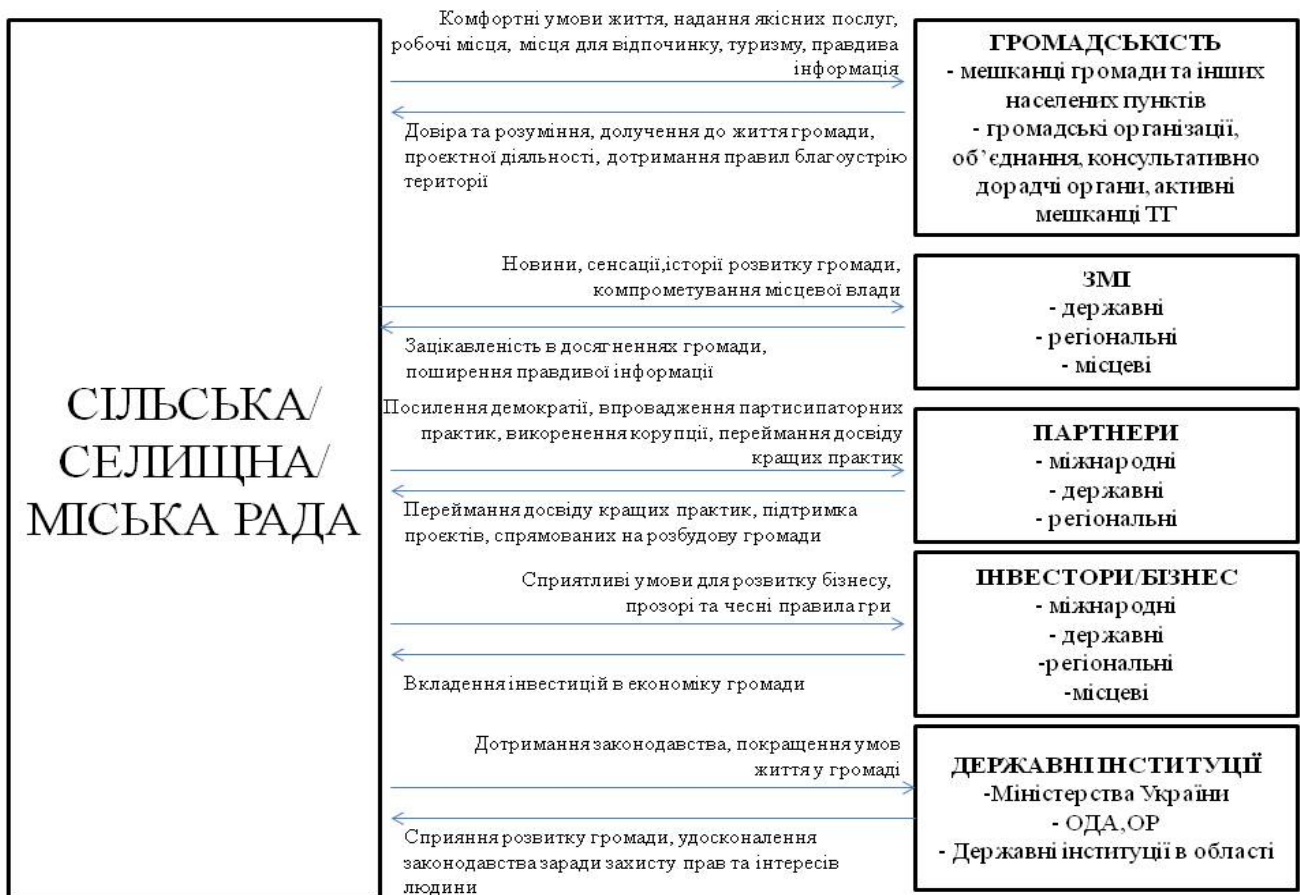 СІЛЬСЬКА/
СЕЛИЩНА/
МІСЬКА РАДА
Комфортні умови життя, надання якісних послуг,
робочі місця, місця для відпочинку, туризму, правдива
інформація
Довіра та розуміння, долучення до життя громади,
проєктної діяльності, дотримання правил благоустрію
території
ГРОМАДСЬКІСТЬ
- мешканці громади та інших
населених пунктів
- громадські організації,
об’єднання, консультативно
дорадчі органи, активні
мешканці ТГ
Новини, сенсації,історії розвитку громади,
компрометування місцевої влади
Зацікавленість в досягненнях громади,
поширення правдивої інформації
ЗМІ
- державні
- регіональні
- місцеві
Посилення демократії, впровадження партисипаторних
практик, викоренення корупції, переймання досвіду
кращих практик
Переймання досвіду кращих практик, підтримка
проєктів, спрямованих на розбудову громади
ПАРТНЕРИ
- міжнародні
- державні
- регіональні
Сприятливі умови для розвитку бізнесу,
прозорі та чесні правила гри
Вкладення інвестицій в економіку громади
ІНВЕСТОРИ/БІЗНЕС
- міжнародні
- державні
-регіональні
-місцеві
Дотримання законодавства, покращення умов
життя у громаді
Сприяння розвитку громади, удосконалення
законодавства заради захисту прав та інтересів
людини
ДЕРЖАВНІ ІНСТИТУЦІЇ
-Міністерства України
- ОДА,ОР
- Державні інституції в області